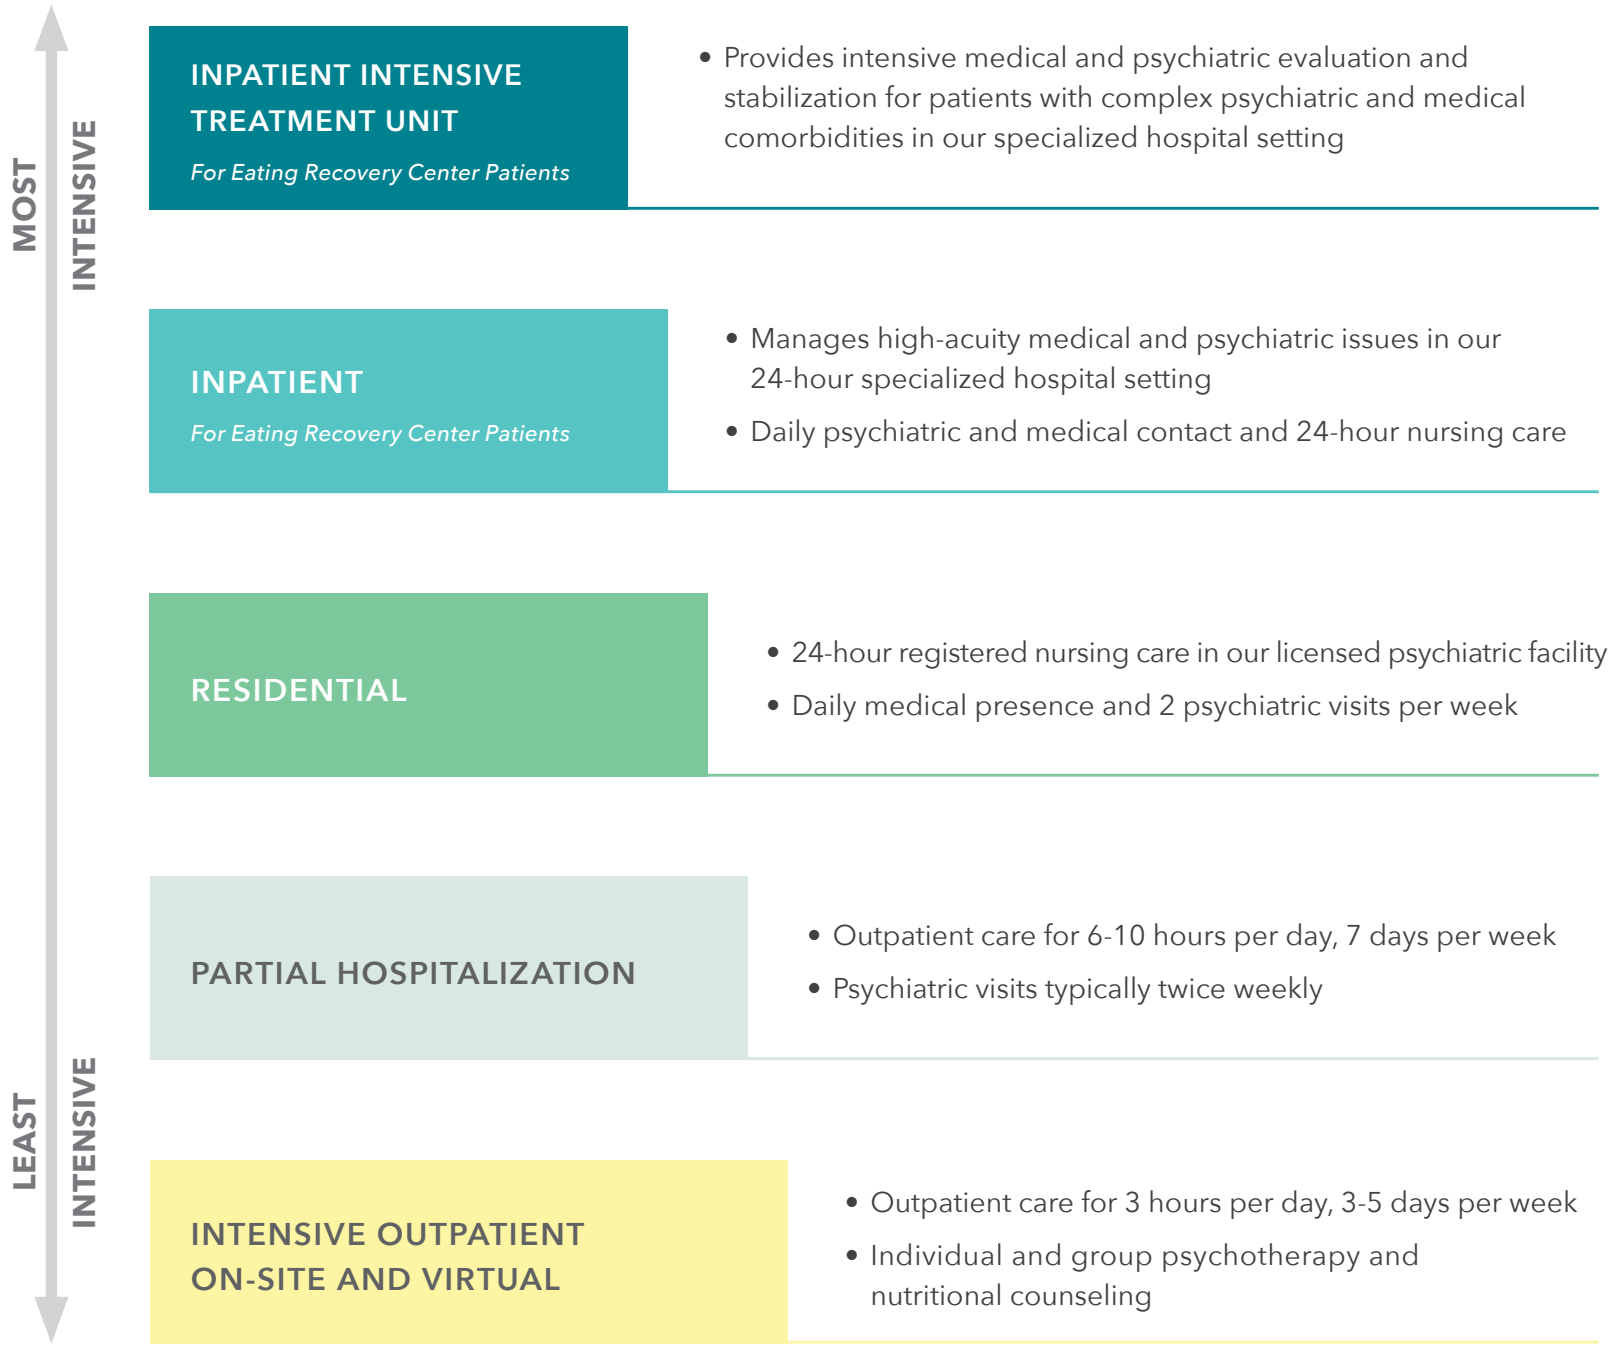 MOST
INTENSIVE
INPATIENT INTENSIVE
TREATMENT UNIT
For Eating Recovery Center Patients
• Provides intensive medical and psychiatric evaluation and
stabilization for patients with complex psychiatric and medical
comorbidities in our specialized hospital setting
INPATIENT
For Eating Recovery Center Patients
• Manages high-acuity medical and psychiatric issues in our
24-hour specialized hospital setting
• Daily psychiatric and medical contact and 24-hour nursing care
RESIDENTIAL
• 24-hour registered nursing care in our licensed psychiatric facility
• Daily medical presence and 2 psychiatric visits per week
PARTIAL HOSPITALIZATION
• Outpatient care for 6-10 hours per day, 7 days per week
• Psychiatric visits typically twice weekly
LEAST
INTENSIVE
INTENSIVE OUTPATIENT
ON-SITE AND VIRTUAL
• Outpatient care for 3 hours per day, 3-5 days per week
• Individual and group psychotherapy and
nutritional counseling